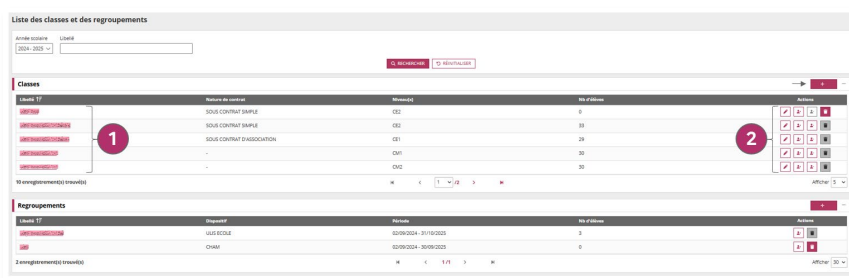 Liste des classes et des regroupements
Année scolaire Libellé
2024 - 2025
RECHERCHER RÉINITIALISER
Classes +
Libellé Nature de contrat Niveau(x) Nb d'élèves Actions
SOUS CONTRAT SIMPLE CE2 0
SOUS CONTRAT SIMPLE CE2
SOUS CONTRAT D'ASSOCIATION CE1 29
- CM1 30
- CM2 30
1
2
10 enregistrement(s) trouvé(s) 1 /2 Afficher 5
Regroupements +
Libellé Dispositif Période Nb d'élèves Actions
ULIS ECOLE 02/09/2024 - 31/10/2025 3
CHAM 02/09/2024 - 30/09/2025 0
2 enregistrement(s) trouvé(s) 1 /1 Afficher 30